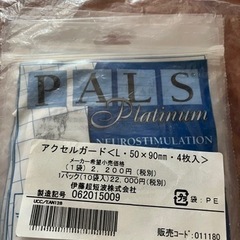 PALS
Platinum
NEUROSTIMULATION
アクセルガード<L・50×90mm・4枚入>
メーカー希望小売価格
(1袋) 2,200円(税別)
1パック(10袋)22,000円(税別)
伊藤超短波株式会社
製造記号 062015009
UCC/EAN128
袋:PE
販売コード:011180